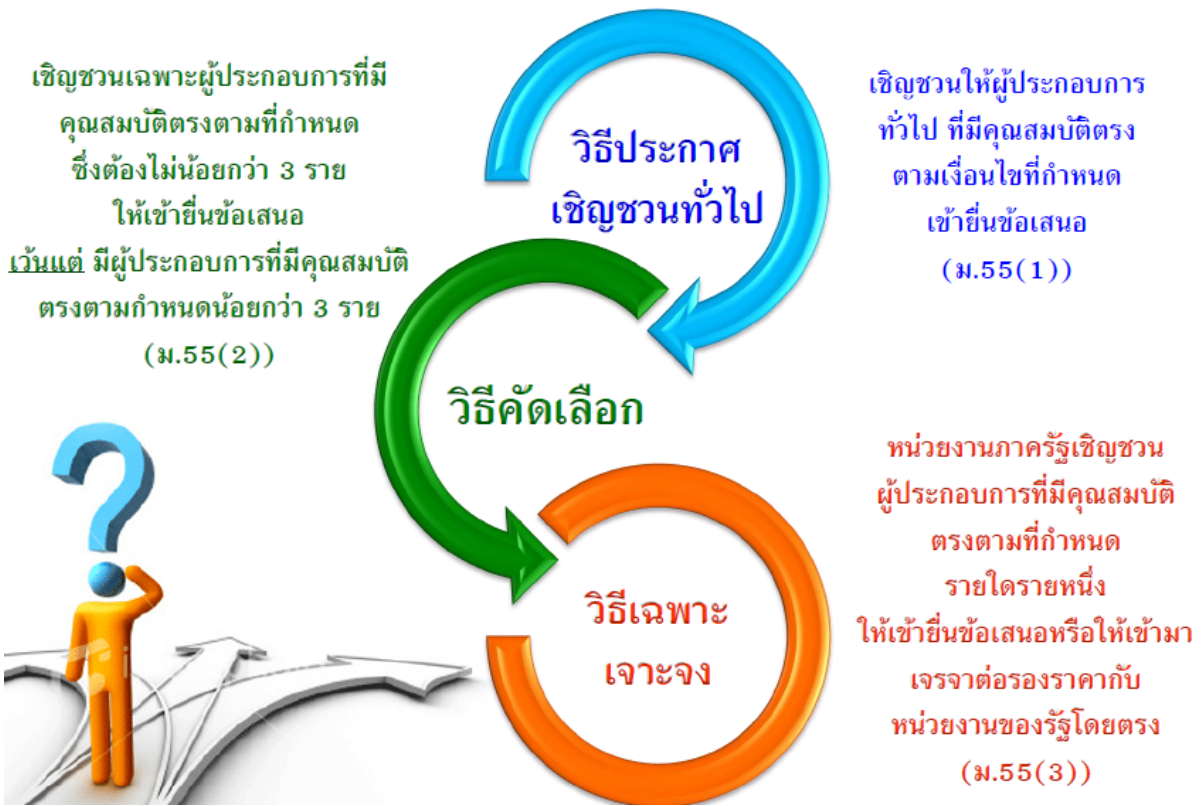 เชิญชวนเฉพาะผู้ประกอบการที่มี
คุณสมบัติตรงตามที่กำหนด
ซึ่งต้องไม่น้อยกว่า 3 ราย
ให้เข้ายื่นข้อเสนอ
เว้นแต่ มีผู้ประกอบการที่มีคุณสมบัติ
ตรงตามกำหนดน้อยกว่า 3 ราย
(ม.55(2))
วิธีประกาศ
เชิญชวนทั่วไป
เชิญชวนให้ผู้ประกอบการ
ทั่วไป ที่มีคุณสมบัติตรง
ตามเงื่อนไขที่กำหนด
เข้ายื่นข้อเสนอ
(ม.55(1))
วิธีคัดเลือก
วิธีเฉพาะ
เจาะจง
หน่วยงานภาครัฐเชิญชวน
ผู้ประกอบการที่มีคุณสมบัติ
ตรงตามที่กำหนด
รายใดรายหนึ่ง
ให้เข้ายื่นข้อเสนอหรือให้เข้ามา
เจรจาต่อรองราคากับ
หน่วยงานของรัฐโดยตรง
(ม.55(3))